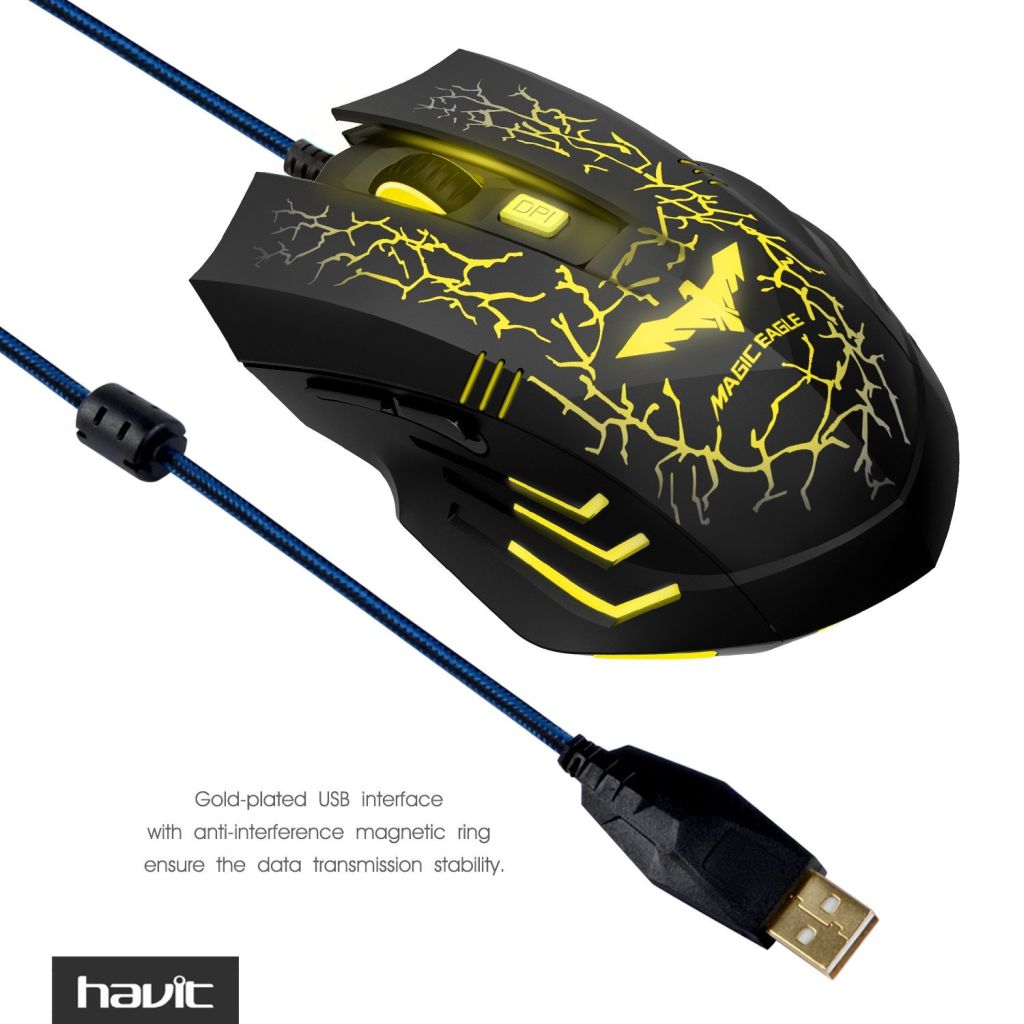 DPI
MAGIC EAGLE
Gold-plated USB interface
with anti-interference magnetic ring
ensure the data transmission stability.
havit